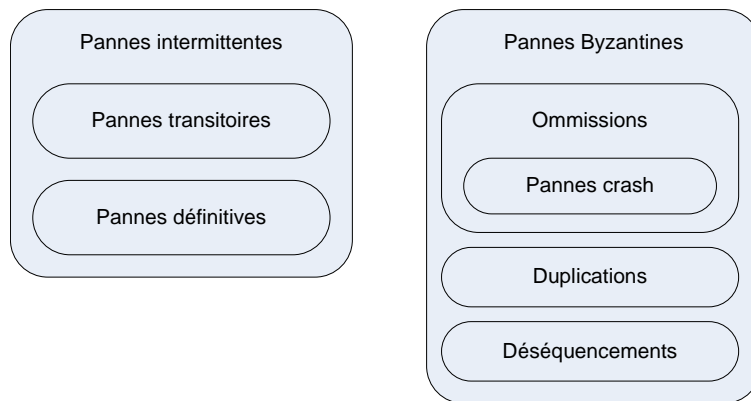 Pannes intermittentes
Pannes transitoires
Pannes définitives
Pannes Byzantines
Ommissions
Pannes crash
Duplications
Déséquencements